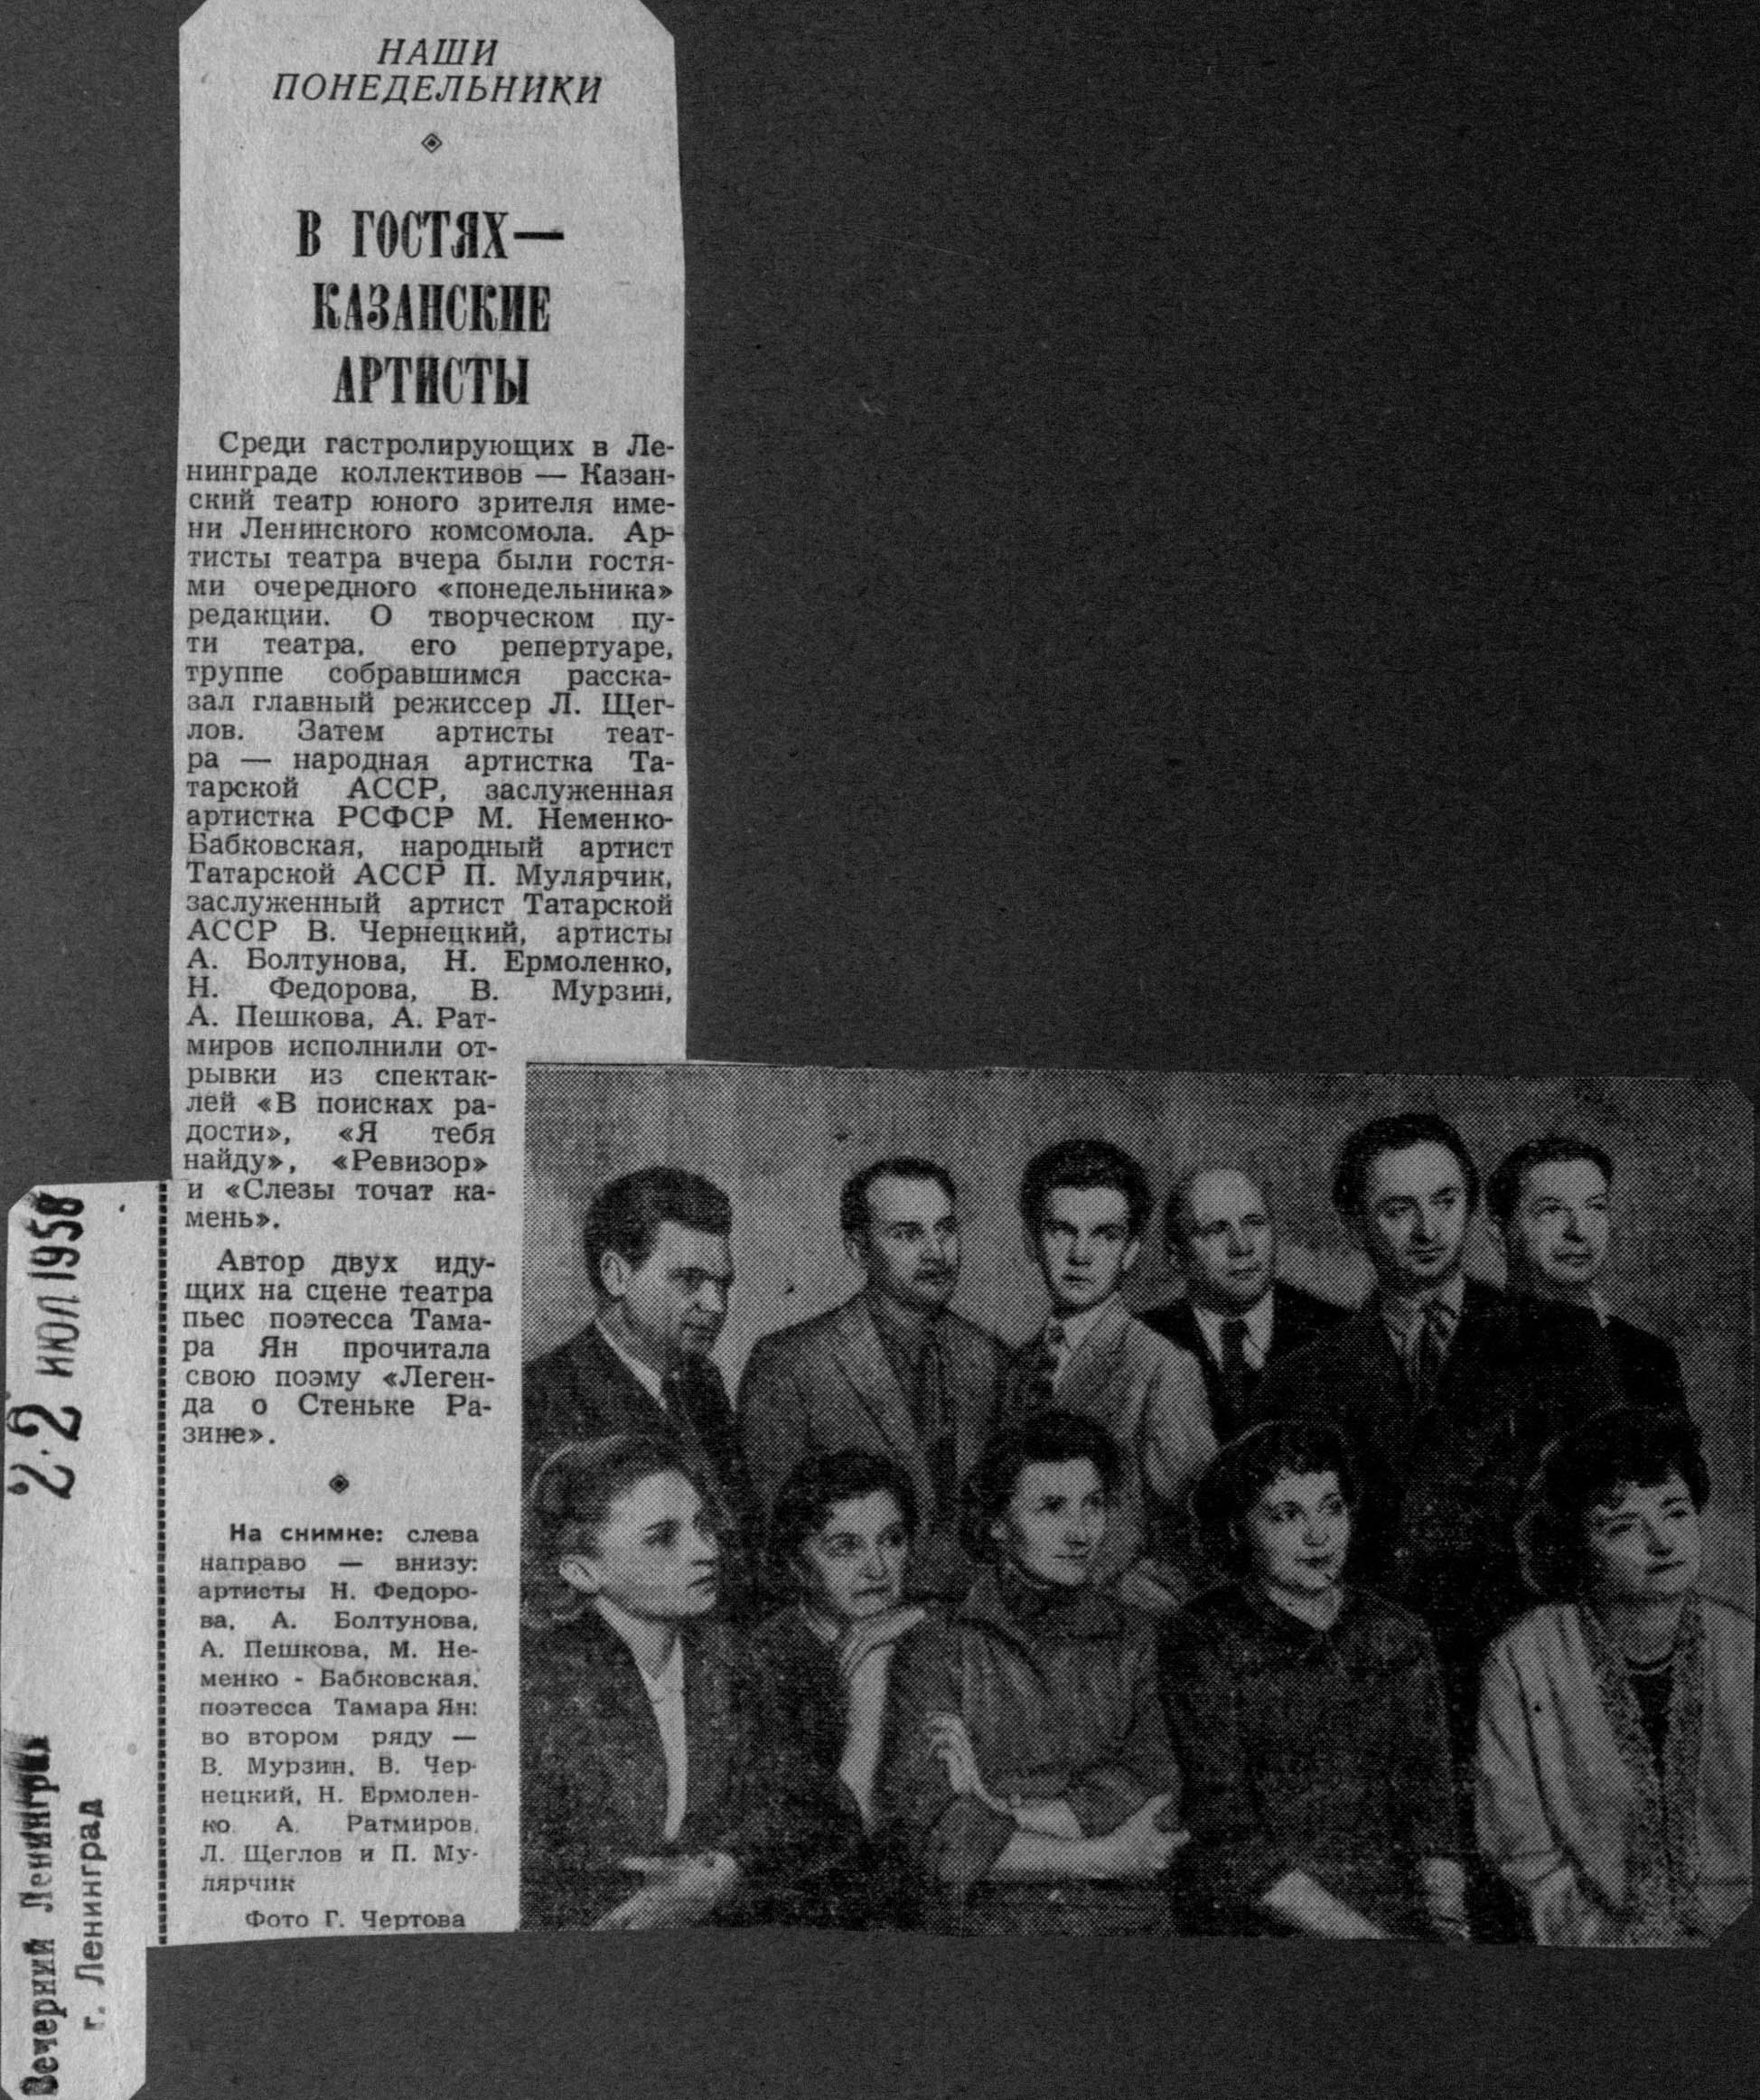 НАШИ
ПОНЕДЕЛЬНИКИ
В ГОСТЯХ—
КАЗАНСКИЕ
АРТИСТЫ
Среди гастролирующих в Ле-
нинграде коллективов — Казан-
ский театр юного зрителя име-
ни Ленинского комсомола. Ар-
тисты театра вчера были гостя-
ми очередного «понедельника»
редакции. О творческом пу-
ти театра, его репертуаре,
труппе собравшимся расска-
зал главный режиссер Л. Щег-
лов. Затем артисты теат-
ра — народная артистка Та-
тарской АССР, заслуженная
артистка РСФСР М. Неменко-
Бабковская, народный артист
Татарской АССР П. Мулярчик,
заслуженный артист Татарской
АССР В. Чернецкий, артисты
А. Болтунова, Н. Ермоленко,
Н. Федорова, В. Мурзин,
А. Пешкова, А. Рат-
миров исполнили от-
рывки из спектак-
лей «В поисках ра-
дости», «Я тебя
найду», «Ревизор»
и «Слезы точат ка-
мень».
Автор двух иду-
щих на сцене театра
пьес поэтесса Тама-
ра Ян прочитала
свою поэму «Леген-
да о Стеньке Ра-
зине».
На снимке: слева
направо — внизу:
артисты Н. Федоро-
ва, А. Болтунова,
А. Пешкова, М. Не-
менко - Бабковская,
поэтесса Тамара Ян:
во втором ряду —
В. Мурзин, В. Чер-
нецкий, Н. Ермолен-
ко, А. Ратмиров,
Л. Щеглов и П. Му-
лярчик
Фото Г. Чертова
Вечерний Ленинград
г. Ленинград
2·2 ИЮЛ 1958